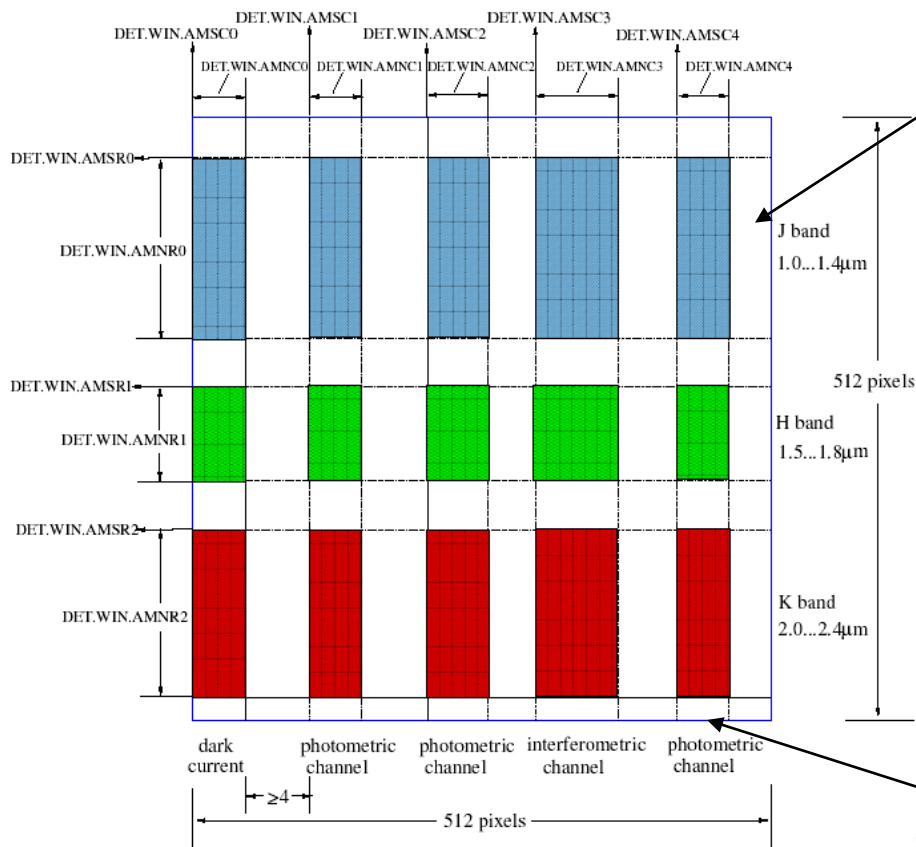 DET.WIN.AMSC1
DET.WIN.AMSC3
DET.WIN.AMSC0
DET.WIN.AMSC2
DET.WIN.AMSC4
DET.WIN.AMNC0
DET.WIN.AMNC1
DET.WIN.AMNC2
DET.WIN.AMNC3
DET.WIN.AMNC4
DET.WIN.AMSR0
DET.WIN.AMNR0
J band
1.0...1.4μm
DET.WIN.AMSR1
512 pixels
DET.WIN.AMNR1
H band
1.5...1.8μm
DET.WIN.AMSR2
DET.WIN.AMNR2
K band
2.0...2.4μm
dark
current
photometric
channel
photometric
channel
interferometric
channel
photometric
channel
≥4
512 pixels